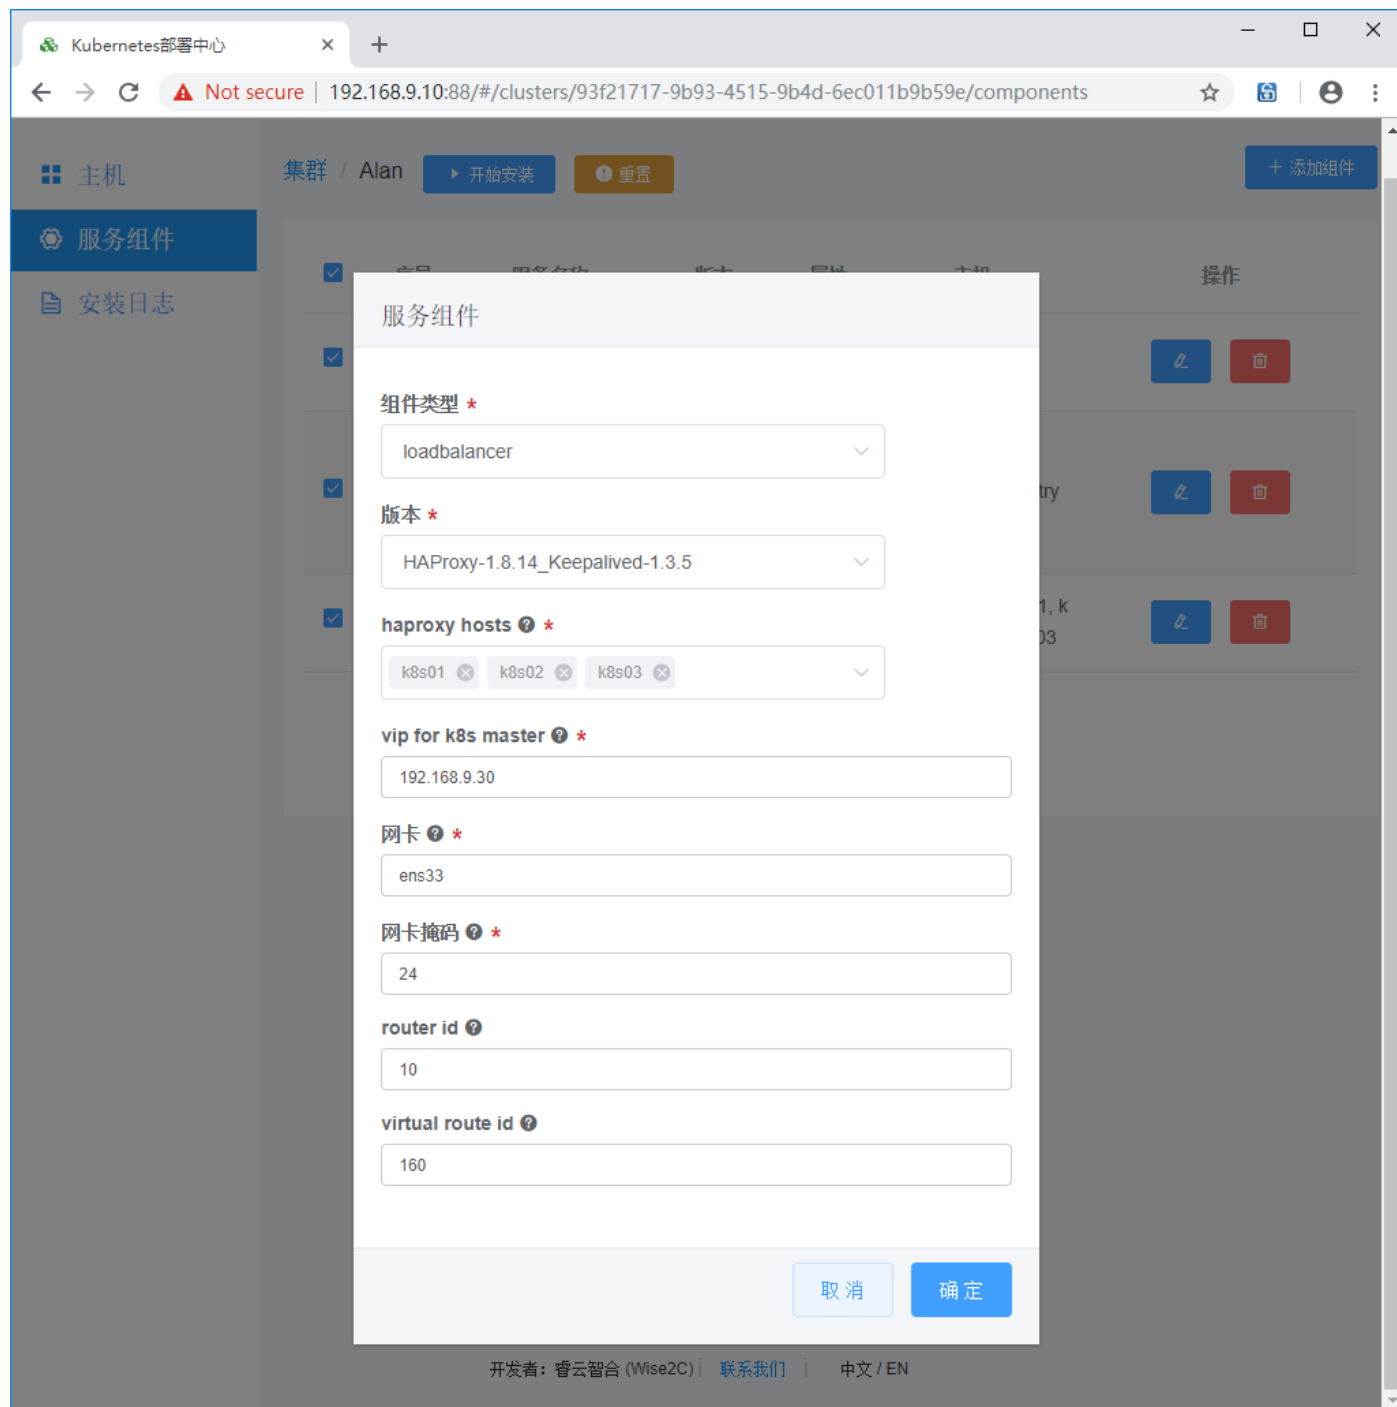 Kubernetes部署中心
Not secure 192.168.9.10:88/#/clusters/93f21717-9b93-4515-9b4d-6ec011b9b59e/components
主机
集群 / Alan 开始安装 重置 添加组件
服务组件
操作
安装日志
服务组件
组件类型 *
loadbalancer
try
版本 *
HAProxy-1.8.14_Keepalived-1.3.5
1, k
03
haproxy hosts *
k8s01 k8s02 k8s03
vip for k8s master *
192.168.9.30
网卡 *
ens33
网卡掩码 *
24
router id
10
virtual route id
160
取消 确定
开发者：睿云智合 (Wise2C) 联系我们 中文 / EN